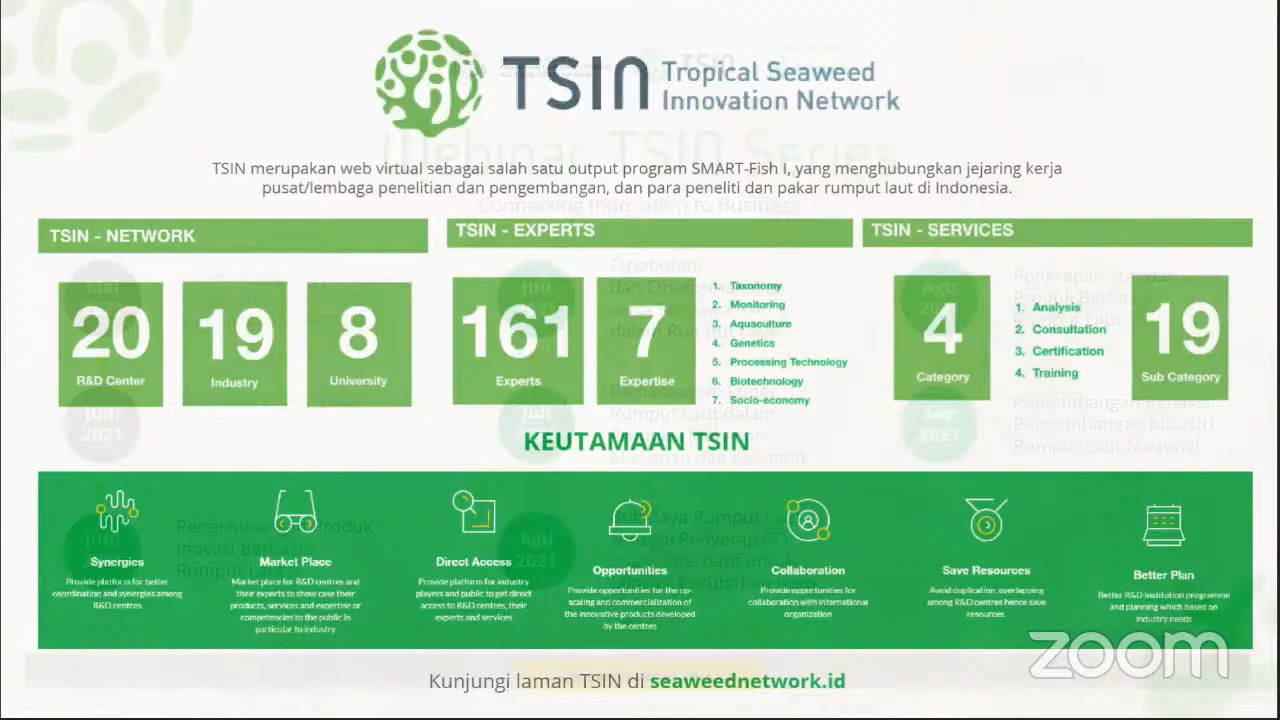 TSIN Tropical Seaweed
Innovation Network
TSIN merupakan web virtual sebagai salah satu output program SMART-Fish I, yang menghubungkan jejaring kerja
pusat/lembaga penelitian dan pengembangan, dan para peneliti dan pakar rumput laut di Indonesia.
TSIN - NETWORK
20
R&D Center
19
Industry
8
University
TSIN - EXPERTS
161
Experts
7
Expertise
1. Taxonomy
2. Monitoring
3. Aquaculture
4. Genetics
5. Processing Technology
6. Biotechnology
7. Socio-economy
TSIN - SERVICES
4
Category
1. Analysis
2. Consultation
3. Certification
4. Training
19
Sub Category
KEUTAMAAN TSIN
Synergies
Provide platform for better
coordination and synergies among
R&D centres
Market Place
Market place for R&D centres and
their experts to show case their
products, services and expertise or
competencies to the public in
particular to industry
Direct Access
Provide platform for industry
players and public to get direct
access to R&D centres, their
experts and services
Opportunities
Provide opportunities for the up-
scaling and commercialization of
the innovative products developed
by the centres
Collaboration
Provide opportunities for
collaboration with international
organization
Save Resources
Avoid duplication, overlapping
among R&D centres hence save
resources.
Better Plan
Better R&D Institution programme
and planning which based on
industry needs
Kunjungi laman TSIN di seaweednetwork.id
zoom
Webinar TSIN Series
Connecting Innovation to Business